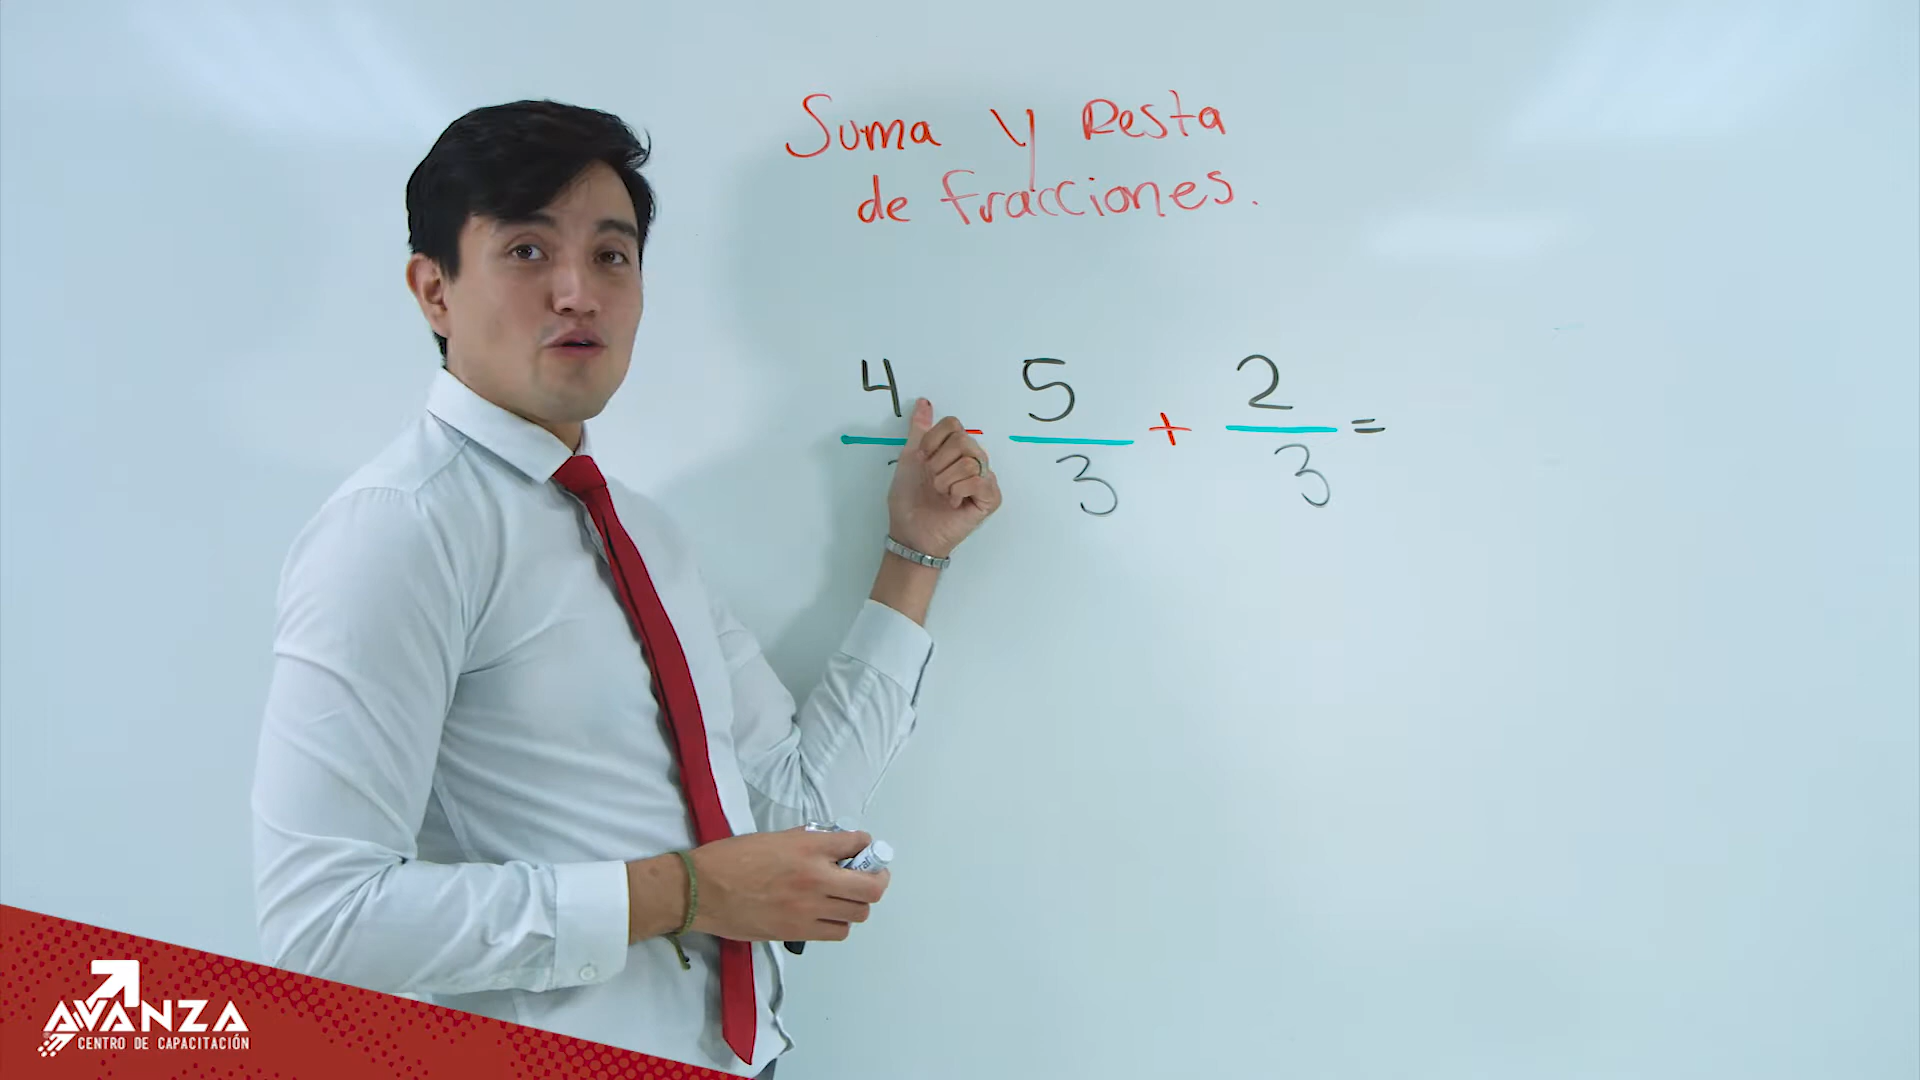 Suma y Resta
de fracciones.
4 - 5 + 2 =
3 3
AVANZA
CENTRO DE CAPACITACIÓN